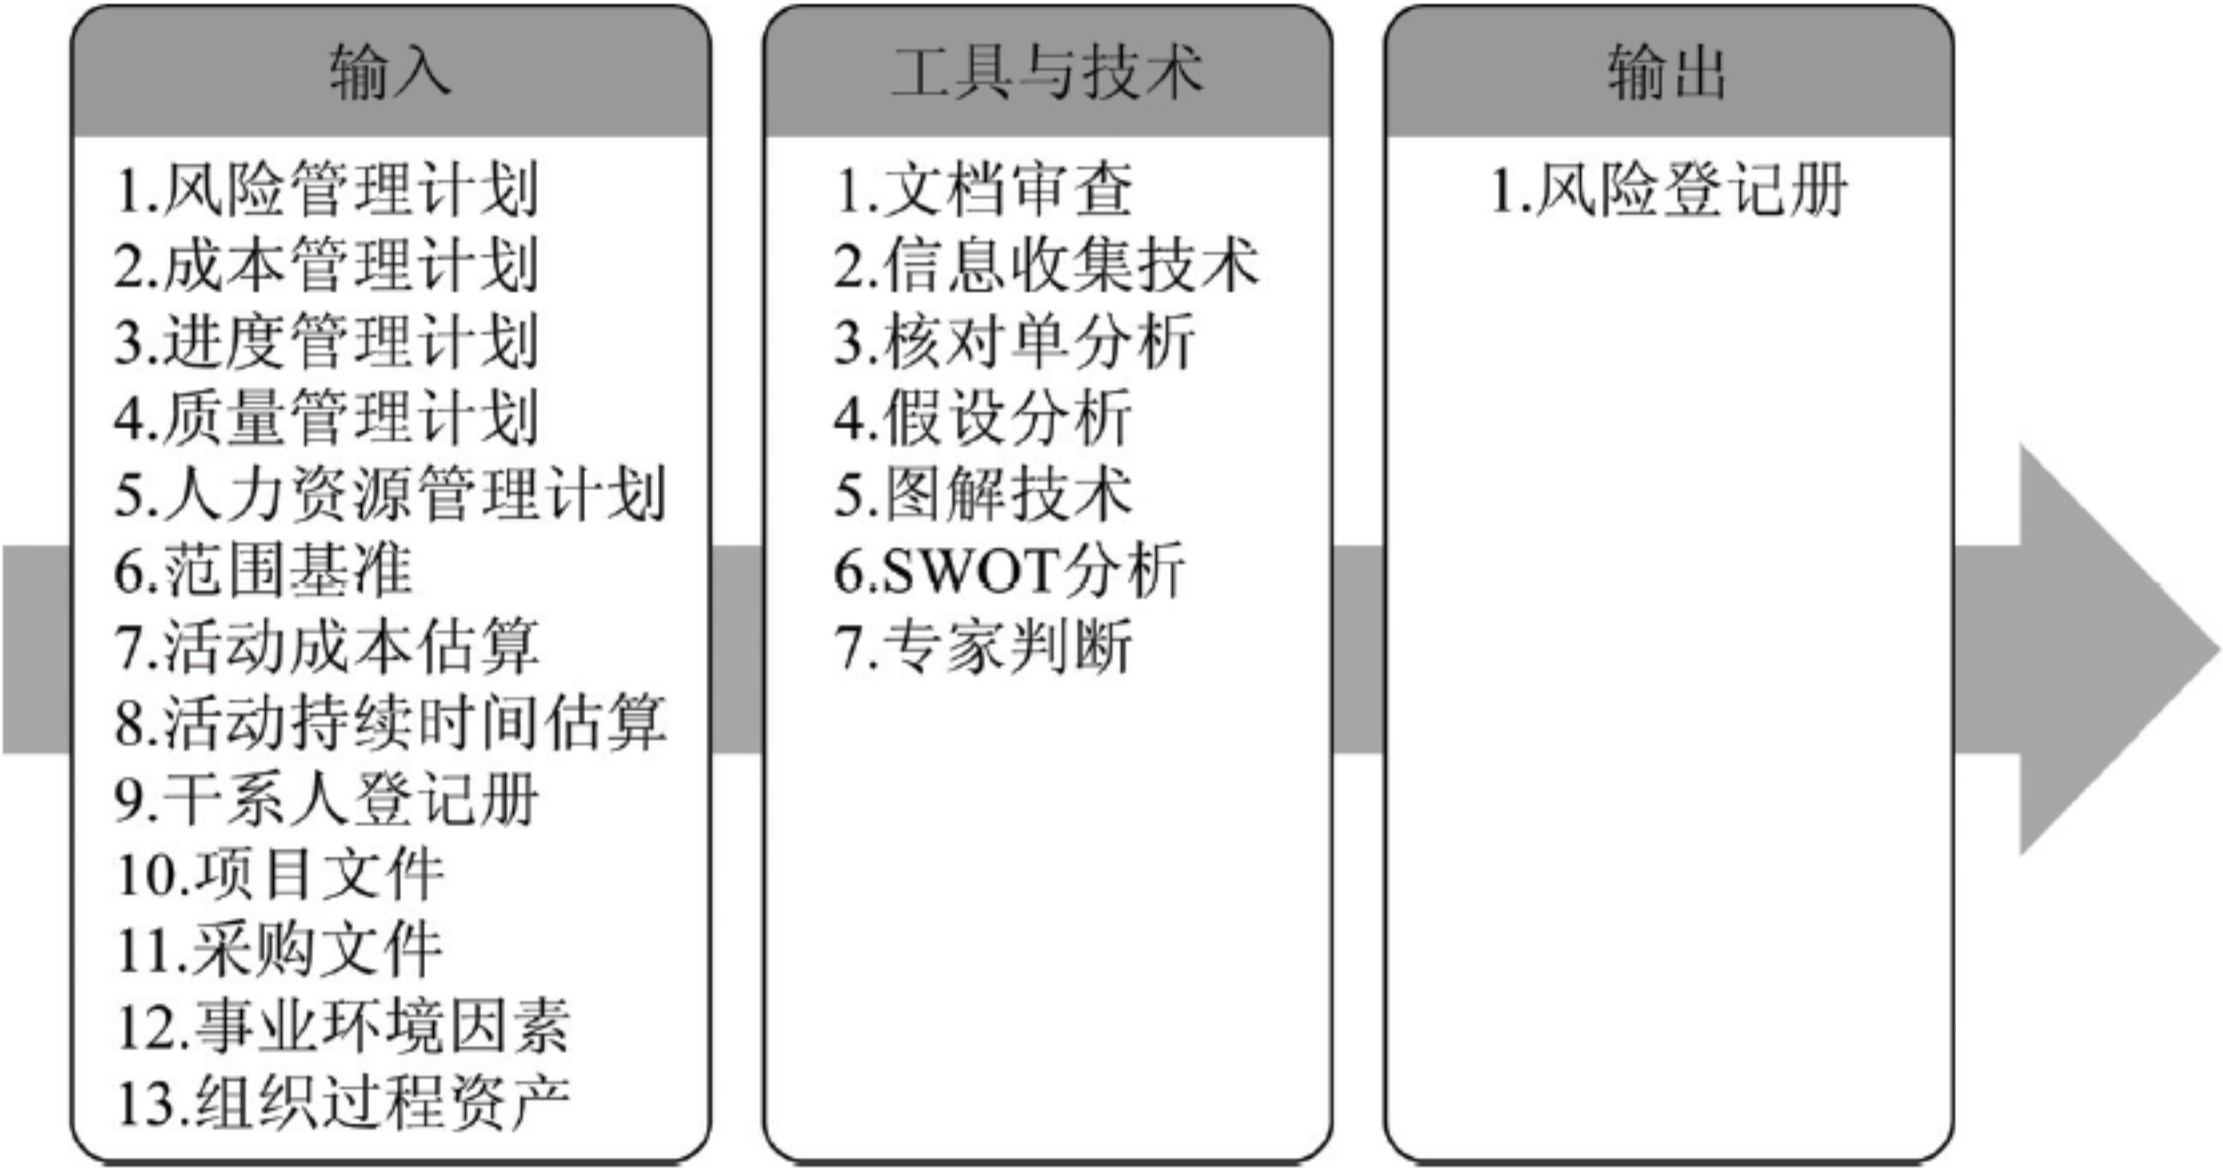 输入
1.风险管理计划
2.成本管理计划
3.进度管理计划
4.质量管理计划
5.人力资源管理计划
6.范围基准
7.活动成本估算
8.活动持续时间估算
9.干系人登记册
10.项目文件
11.采购文件
12.事业环境因素
13.组织过程资产
工具与技术
1.文档审查
2.信息收集技术
3.核对单分析
4.假设分析
5.图解技术
6.SWOT分析
7.专家判断
输出
1.风险登记册